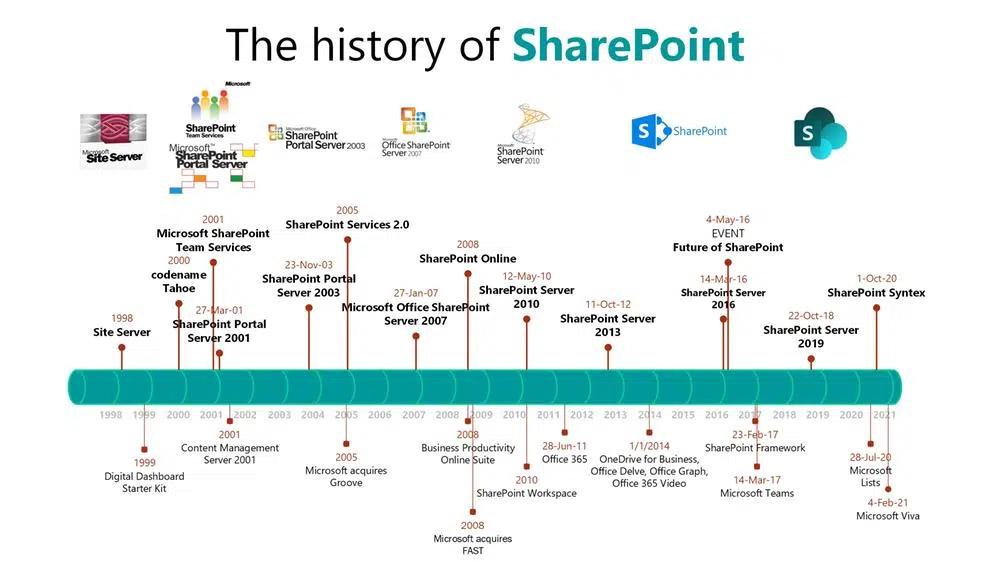 The history of SharePoint
Microsoft
Site Server
Microsoft
SharePoint
Team Services
Microsoft™
SharePoint
Portal Server
Microsoft Office
SharePoint
Portal Server 2003
Microsoft
Office SharePoint
Server 2007
Microsoft
SharePoint
Server 2010
S SharePoint
S
1998
Site Server
2000
codename
Tahoe
2001
Microsoft SharePoint
Team Services
27-Mar-01
SharePoint Portal
Server 2001
23-Nov-03
SharePoint Portal
Server 2003
2005
SharePoint Services 2.0
27-Jan-07
Microsoft Office SharePoint
Server 2007
2008
SharePoint Online
12-May-10
SharePoint Server
2010
11-Oct-12
SharePoint Server
2013
14-Mar-16
SharePoint Server
2016
4-May-16
EVENT
Future of SharePoint
22-Oct-18
SharePoint Server
2019
1-Oct-20
SharePoint Syntex
1998 1999 2000 2001 2002 2003 2004 2005 2006 2007 2008 2009 2010 2011 2012 2013 2014 2015 2016 2017 2018 2019 2020 2021
1999
Digital Dashboard
Starter Kit
2001
Content Management
Server 2001
2005
Microsoft acquires
Groove
2008
Business Productivity
Online Suite
2008
Microsoft acquires
FAST
2010
SharePoint Workspace
28-Jun-11
Office 365
1/1/2014
OneDrive for Business,
Office Delve, Office Graph,
Office 365 Video
23-Feb-17
SharePoint Framework
14-Mar-17
Microsoft Teams
28-Jul-20
Microsoft
Lists
4-Feb-21
Microsoft Viva